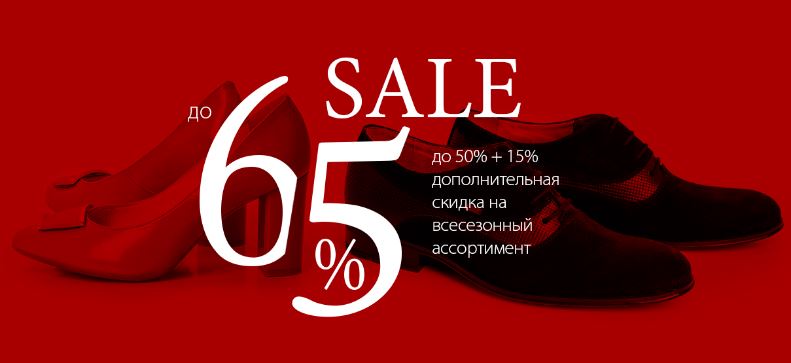 SALE
до 65%
до 50% + 15%
дополнительная
скидка на
всесезонный
ассортимент